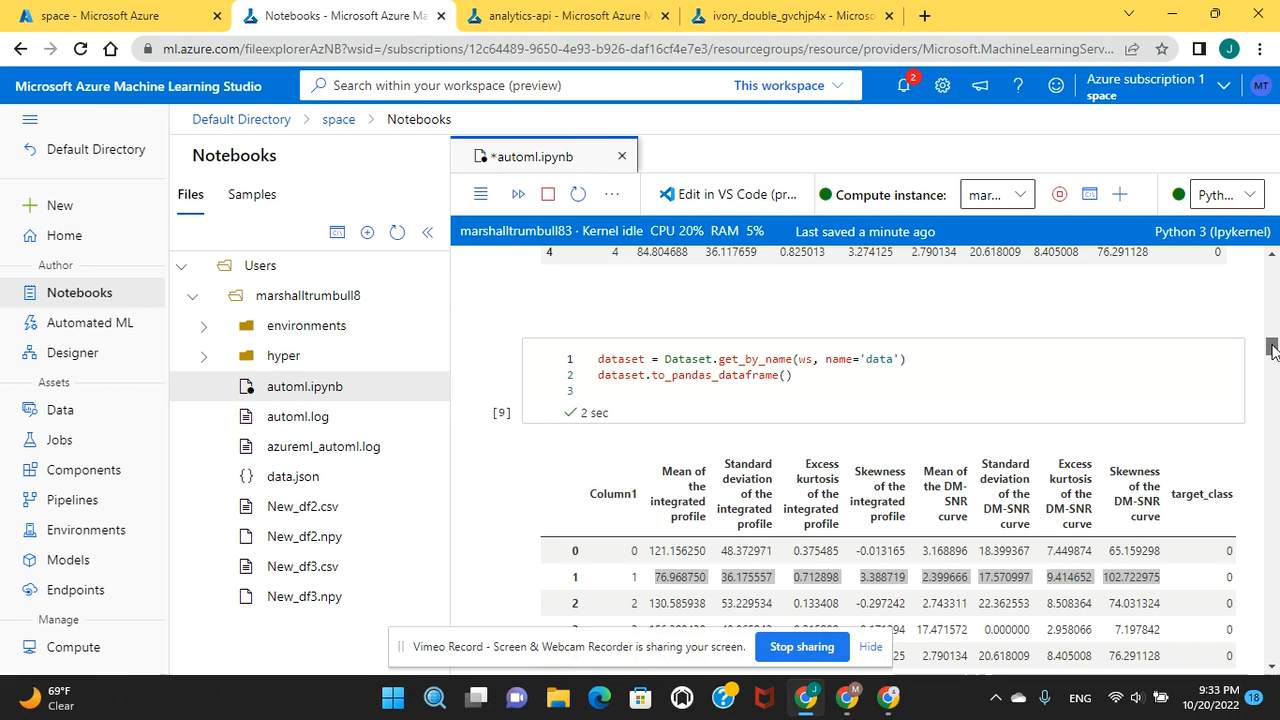 space - Microsoft Azure
Notebooks - Microsoft Azure Ma
analytics-api - Microsoft Azure M
ivory_double_gvchjp4x - Microso
ml.azure.com/fileexplorerAzNB?wsid=/subscriptions/12c64489-9650-4e93-b926-daf16cf4e7e3/resourcegroups/resource/providers/Microsoft.MachineLearningServ...
J
Microsoft Azure Machine Learning Studio
Search within your workspace (preview)
This workspace
2
Azure subscription 1
space
MT
Default Directory
space
Notebooks
Default Directory
New
Home
Author
Notebooks
Automated ML
Designer
Assets
Data
Jobs
Components
Pipelines
Environments
Models
Endpoints
Manage
Compute
Notebooks
Files
Samples
Users
marshalltrumbull8
environments
hyper
automl.ipynb
automl.log
azureml_automl.log
data.json
New_df2.csv
New_df2.npy
New_df3.csv
New_df3.npy
*automl.ipynb
Edit in VS Code (pr...
Compute instance:
mar...
Pyth...
marshalltrumbull83 · Kernel idle CPU 20% RAM 5%
Last saved a minute ago
Python 3 (Ipykernel)
4 4 84.804688 36.117659 0.825013 3.274125 2.790134 20.618009 8.405008 76.291128 0
1 dataset = Dataset.get_by_name(ws, name='data')
2 dataset.to_pandas_dataframe()
3
[9]
2 sec
Column1
Mean of the integrated profile
Standard deviation of the integrated profile
Excess kurtosis of the integrated profile
Skewness of the integrated profile
Mean of the DM-SNR curve
Standard deviation of the DM-SNR curve
Excess kurtosis of the DM-SNR curve
Skewness of the DM-SNR curve
target_class
0 0 121.156250 48.372971 0.375485 -0.013165 3.168896 18.399367 7.449874 65.159298 0
1 1 76.968750 36.175557 0.712898 3.388719 2.399666 17.570997 9.414652 102.722975 0
2 2 130.585938 53.229534 0.133408 -0.297242 2.743311 22.362553 8.508364 74.031324 0
17.471572 0.000000 2.958066 7.197842 0
2.790134 20.618009 8.405008 76.291128 0
Vimeo Record - Screen & Webcam Recorder is sharing your screen.
Stop sharing
Hide
69°F
Clear
ENG
9:33 PM
10/20/2022
18